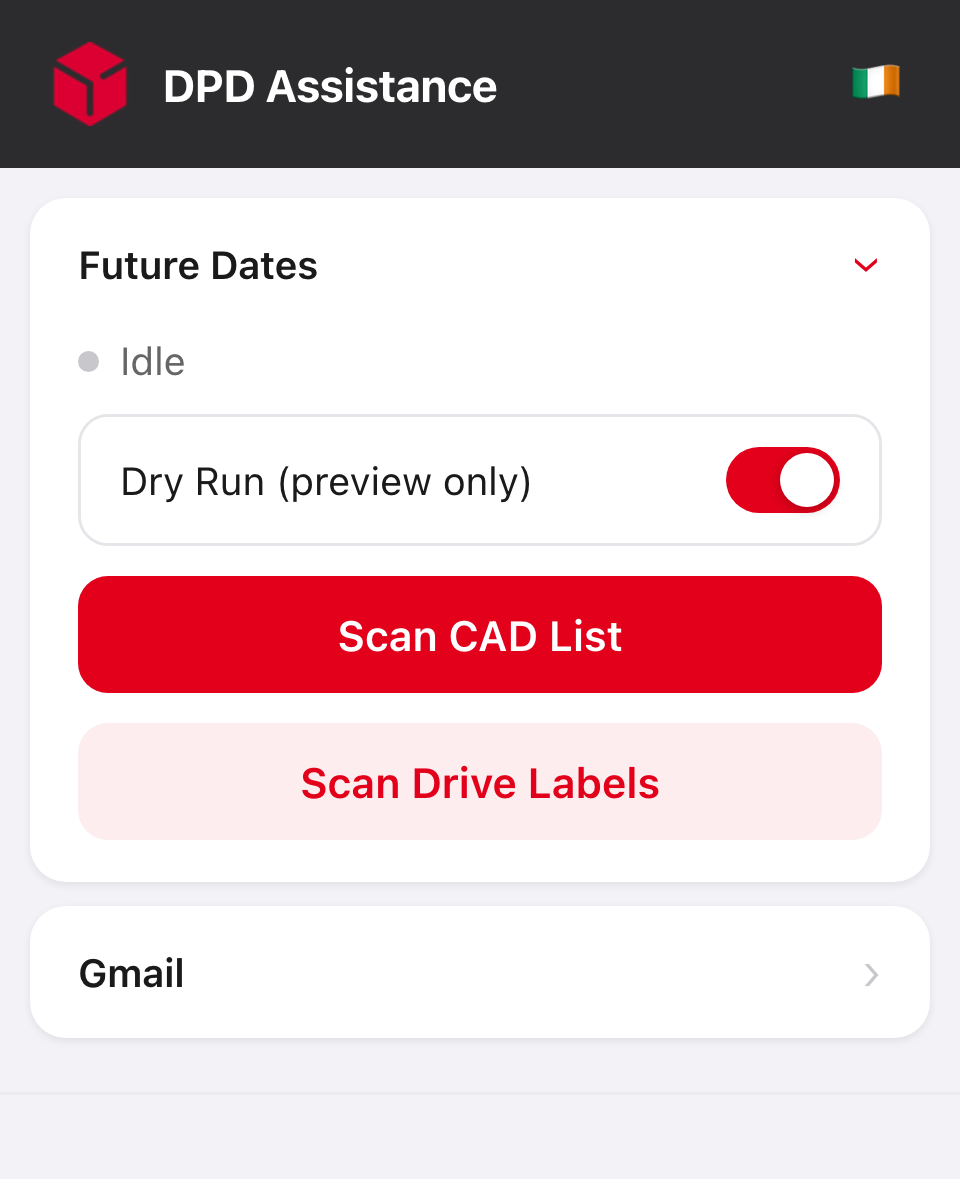 DPD Assistance
Future Dates
Idle
Dry Run (preview only)
Scan CAD List
Scan Drive Labels
Gmail